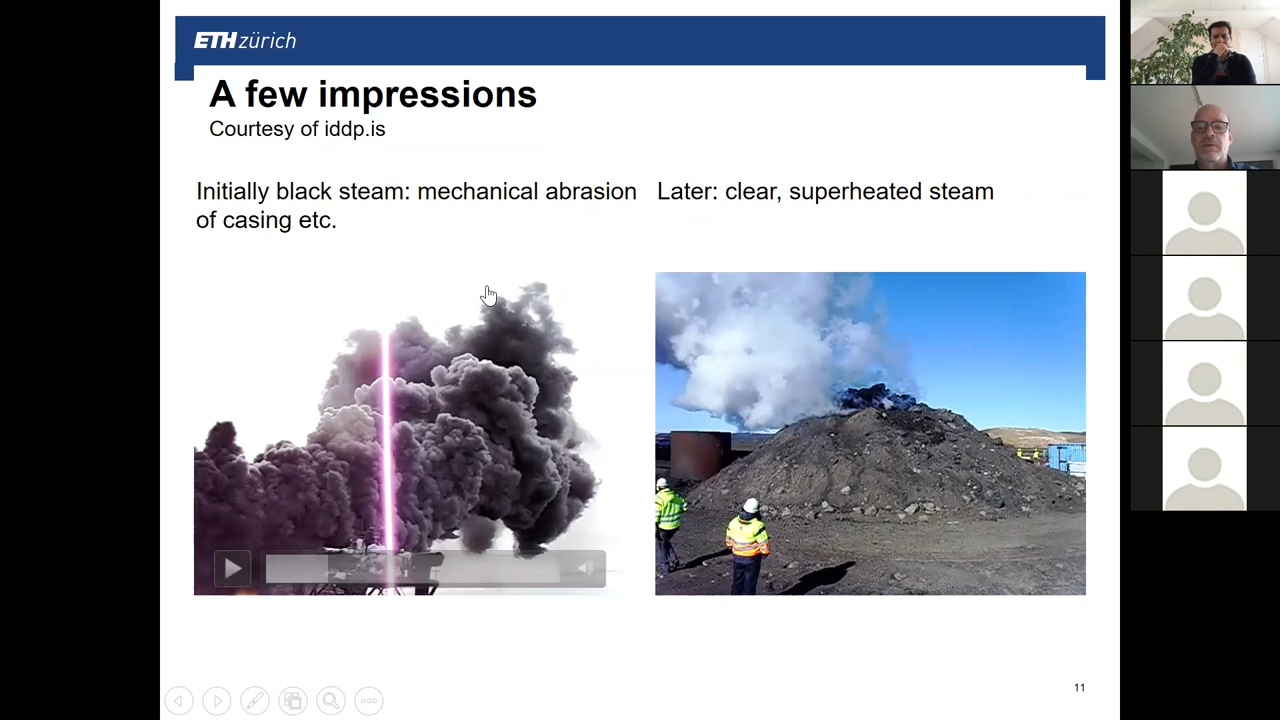 ETH zürich
A few impressions
Courtesy of iddp.is
Initially black steam: mechanical abrasion
of casing etc.
Later: clear, superheated steam
11